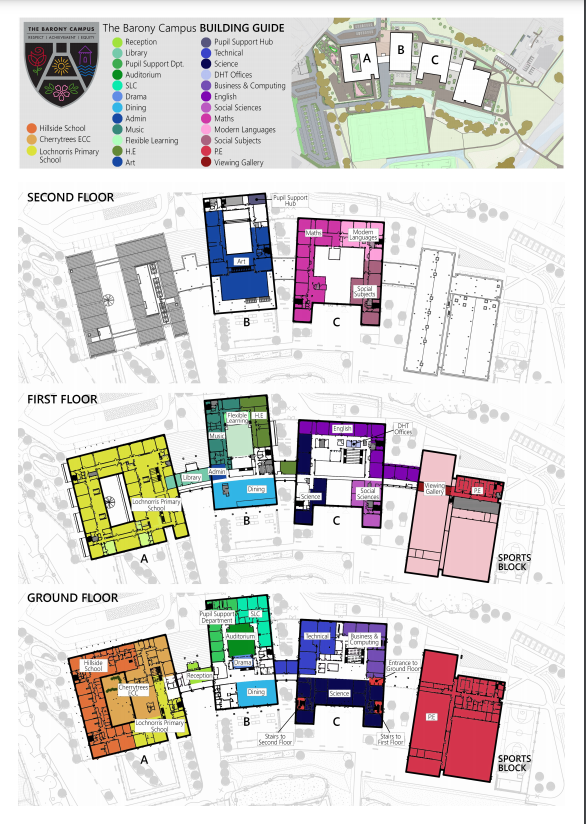 THE BARONY CAMPUS
RESPECT | ACHIEVEMENT | EQUITY
The Barony Campus BUILDING GUIDE
Hillside School
Cherrytrees ECC
Lochnorris Primary
School
Reception
Library
Pupil Support Dpt.
Auditorium
SLC
Drama
Dining
Admin
Music
Flexible Learning
H.E
Art
Pupil Support Hub
Technical
Science
DHT Offices
Business & Computing
English
Social Sciences
Maths
Modern Languages
Social Subjects
P.E
Viewing Gallery
A
B
C
SECOND FLOOR
Pupil Support
Hub
Art
Maths
Modern
Languages
Social
Subjects
B
C
FIRST FLOOR
Flexible
Learning
H.E
Music
Admin
Library
Dining
Lochnorris Primary
School
English
DHT
Offices
Science
Social
Sciences
Viewing
Gallery
PE
A
B
C
SPORTS
BLOCK
GROUND FLOOR
Pupil Support
Department
SLC
Auditorium
Drama
Reception
Dining
Hillside
School
Cherrytrees
ECC
Lochnorris Primary
School
Technical
Business &
Computing
Entrance to
Ground Floor
Science
Stairs to
Second Floor
Stairs to
First Floor
PE
A
B
C
SPORTS
BLOCK